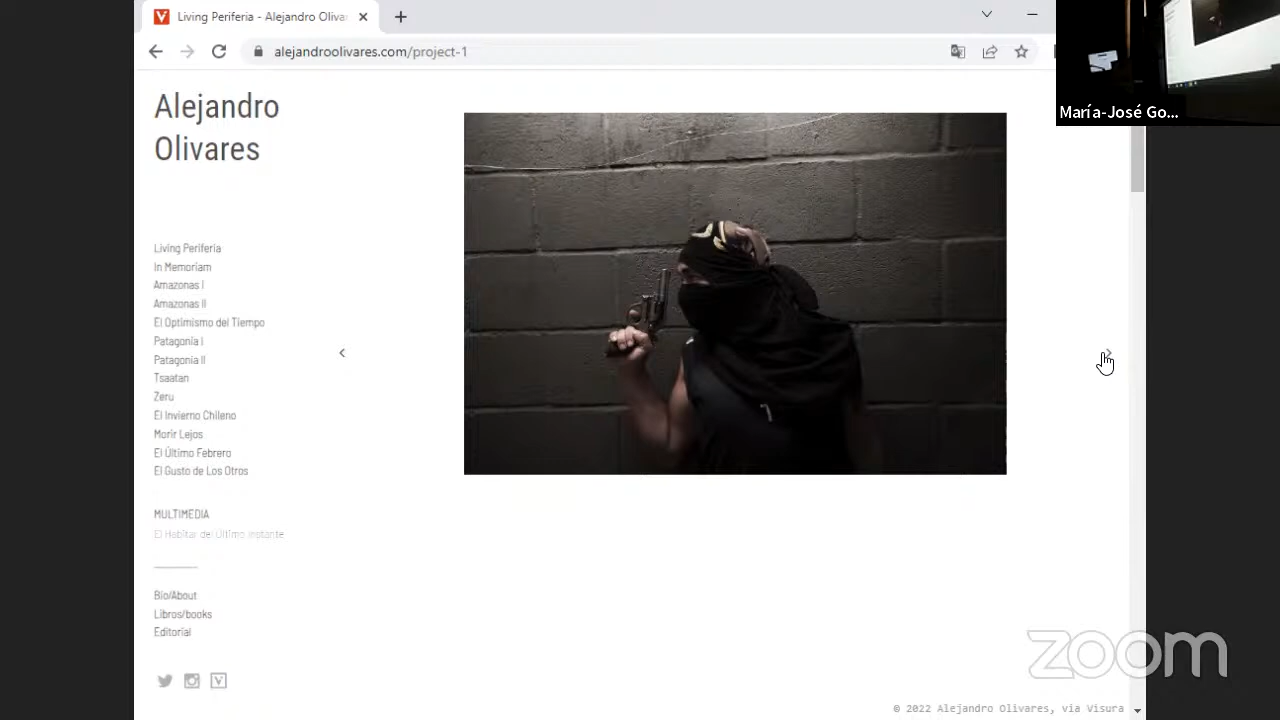 Living Periferia - Alejandro Oliva
alejandroolivares.com/project-1
María-José Go...
Alejandro
Olivares
Living Periferia
In Memoriam
Amazonas I
Amazonas II
El Optimismo del Tiempo
Patagonia I
Patagonia II
Tsaatan
Zeru
El Invierno Chileno
Morir Lejos
El Último Febrero
El Gusto de Los Otros
MULTIMEDIA
El Habitar del Último Instante
Bio/About
Libros/books
Editorial
zoom
© 2022 Alejandro Olivares, via Visura